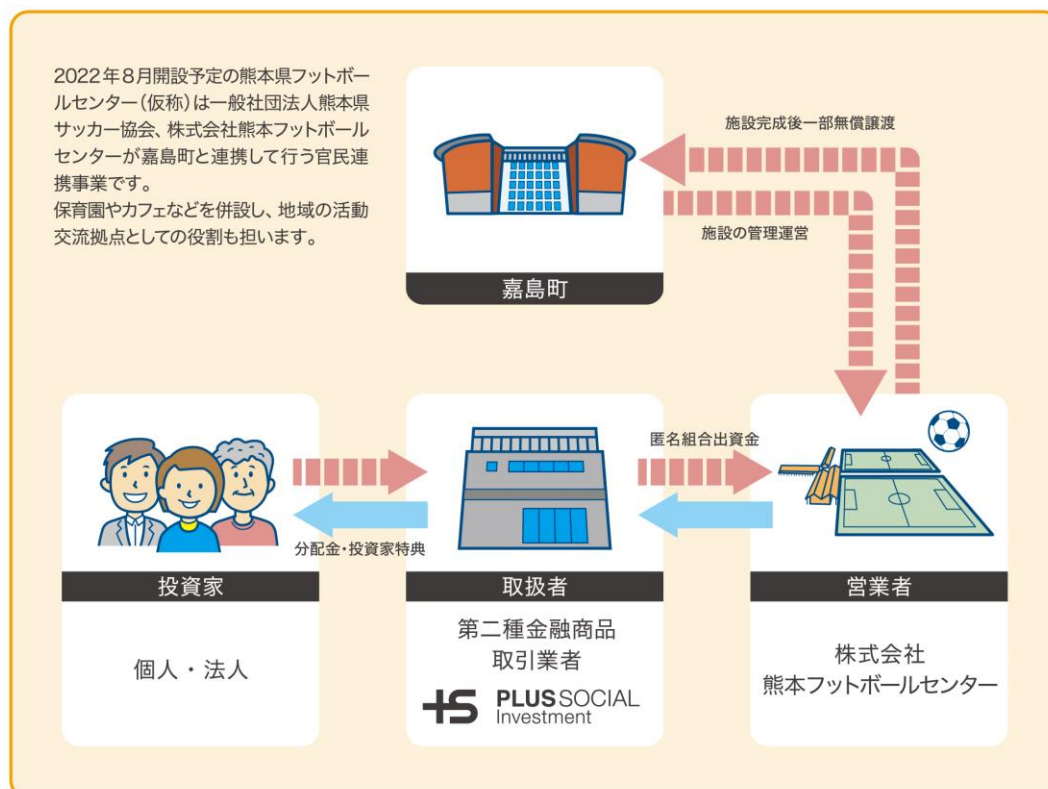 2022年8月開設予定の熊本県フットボー
ルセンター(仮称)は一般社団法人熊本県
サッカー協会、株式会社熊本フットボール
センターが嘉島町と連携して行う官民連
携事業です。
保育園やカフェなどを併設し、地域の活動
交流拠点としての役割も担います。
嘉島町
施設完成後一部無償譲渡
施設の管理運営
投資家
個人・法人
分配金・投資家特典
取扱者
第二種金融商品
取引業者
PLUS SOCIAL
Investment
匿名組合出資金
営業者
株式会社
熊本フットボールセンター